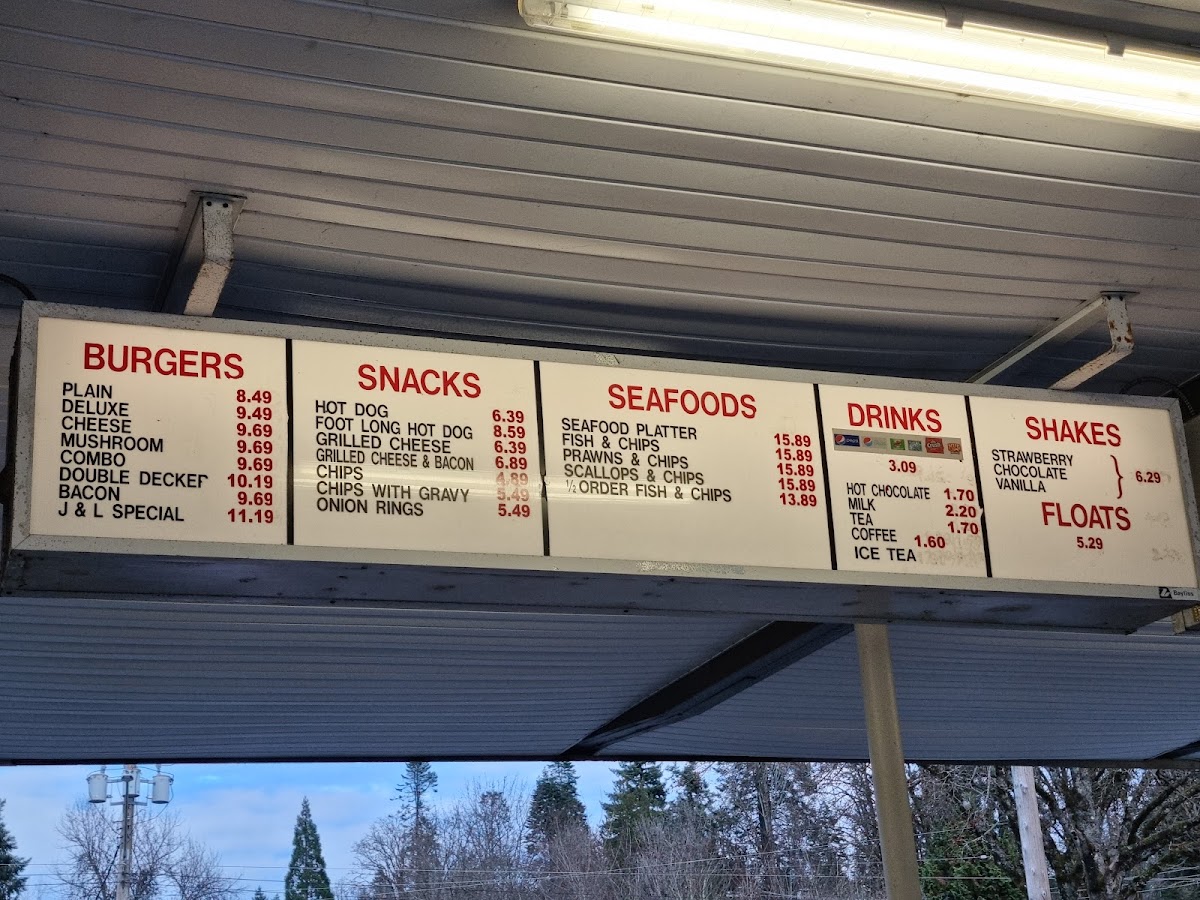 BURGERS
PLAIN 8.49
DELUXE 9.49
CHEESE 9.69
MUSHROOM 9.69
COMBO 9.69
DOUBLE DECKER 10.19
BACON 9.69
J & L SPECIAL 11.19
SNACKS
HOT DOG 6.39
FOOT LONG HOT DOG 8.59
GRILLED CHEESE 6.39
GRILLED CHEESE & BACON 6.89
CHIPS 4.89
CHIPS WITH GRAVY 5.49
ONION RINGS 5.49
SEAFOODS
SEAFOOD PLATTER 15.89
FISH & CHIPS 15.89
PRAWNS & CHIPS 15.89
SCALLOPS & CHIPS 15.89
½ ORDER FISH & CHIPS 13.89
DRINKS
3.09
HOT CHOCOLATE 1.70
MILK 2.20
TEA 1.70
COFFEE 1.60
ICE TEA
SHAKES
STRAWBERRY
CHOCOLATE 6.29
VANILLA
FLOATS
5.29